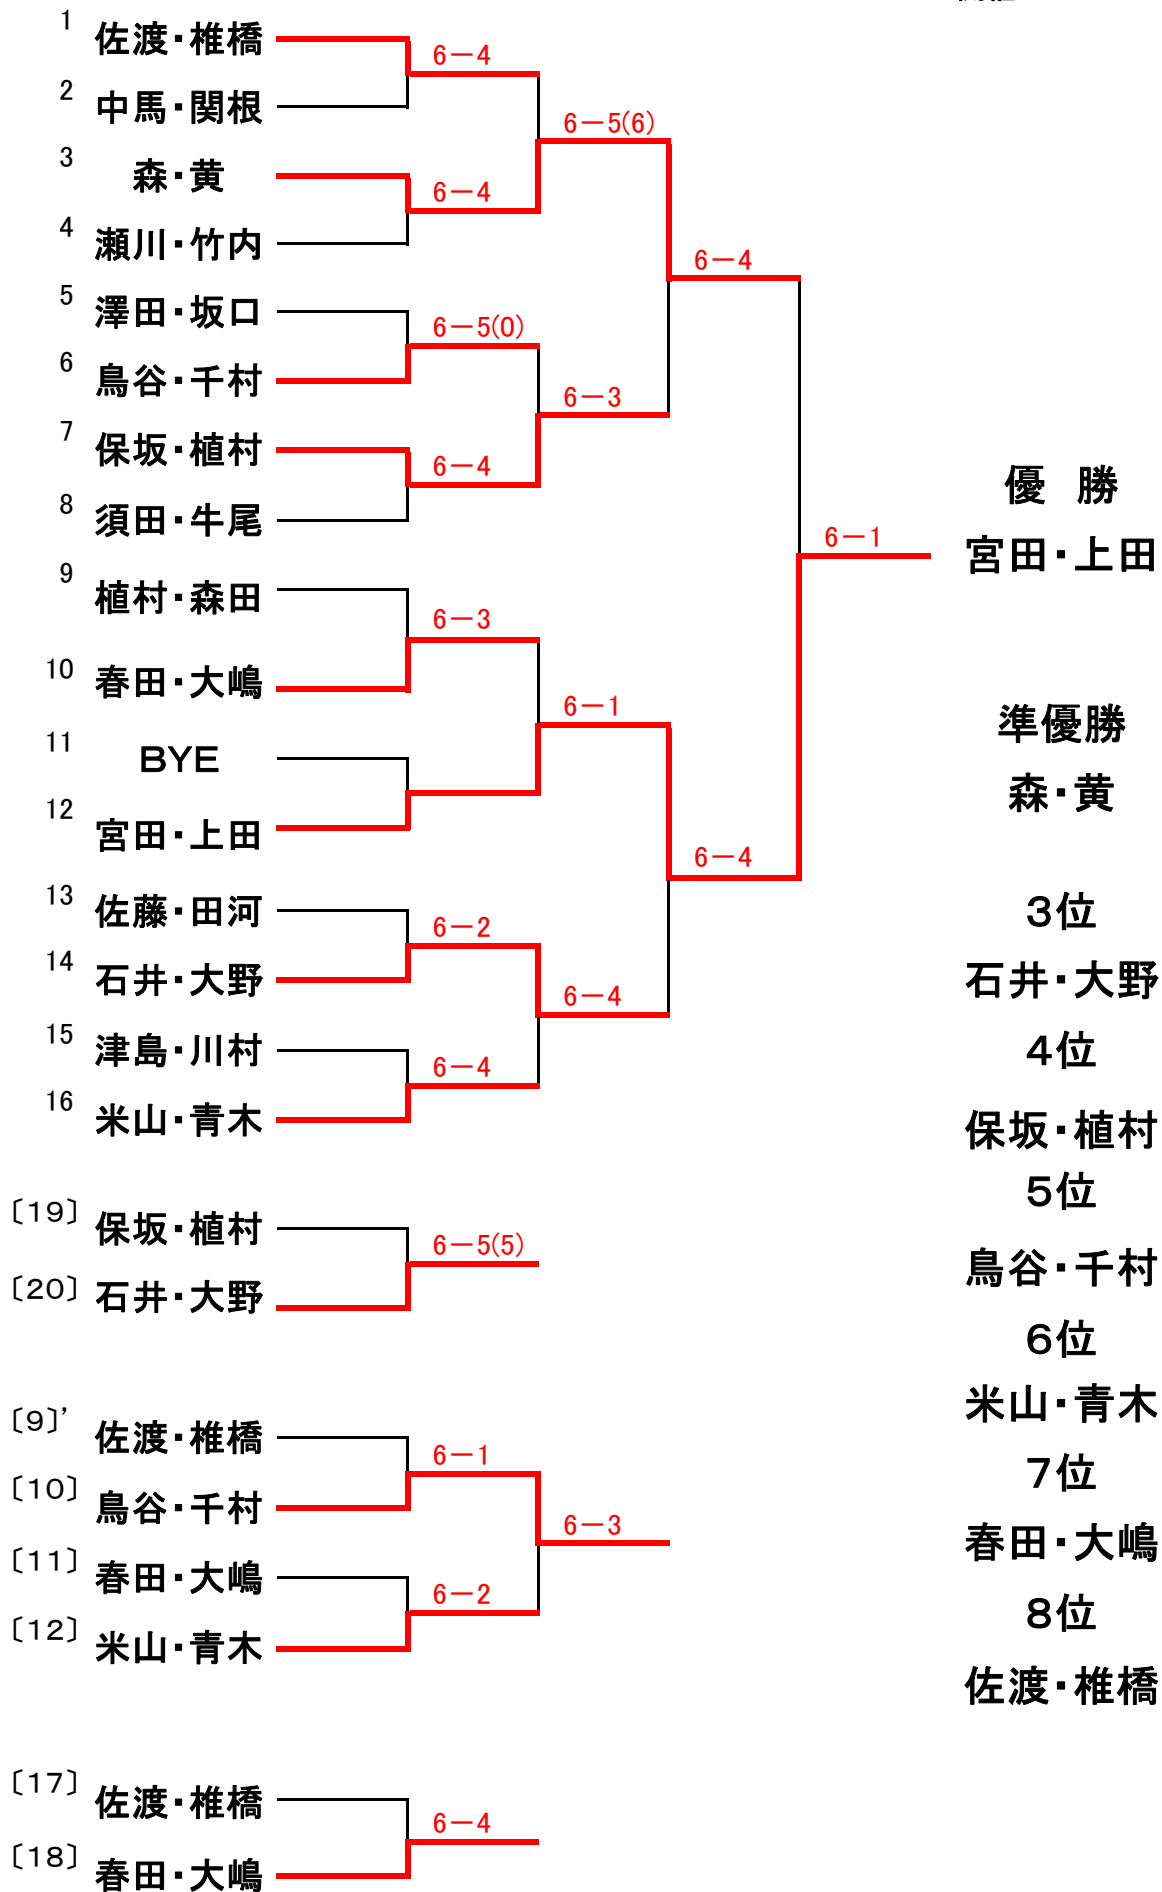 1 佐渡・椎橋
6－4
2 中馬・関根
6－5(6)
3 森・黄
6－4
4 瀬川・竹内
6－4
5 澤田・坂口
6－5(0)
6 鳥谷・千村
6－3
7 保坂・植村
6－4
8 須田・牛尾
優　勝
6－1
宮田・上田
9 植村・森田
6－3
10 春田・大嶋
6－1
準優勝
11 BYE
森・黄
12 宮田・上田
6－4
13 佐藤・田河
3位
6－2
14 石井・大野
石井・大野
6－4
15 津島・川村
4位
6－4
16 米山・青木
保坂・植村
5位
〔19〕 保坂・植村
6－5(5)
鳥谷・千村
〔20〕 石井・大野
6位
米山・青木
〔9〕’ 佐渡・椎橋
6－1
7位
〔10〕 鳥谷・千村
6－3
春田・大嶋
〔11〕 春田・大嶋
6－2
8位
〔12〕 米山・青木
佐渡・椎橋
〔17〕 佐渡・椎橋
6－4
〔18〕 春田・大嶋